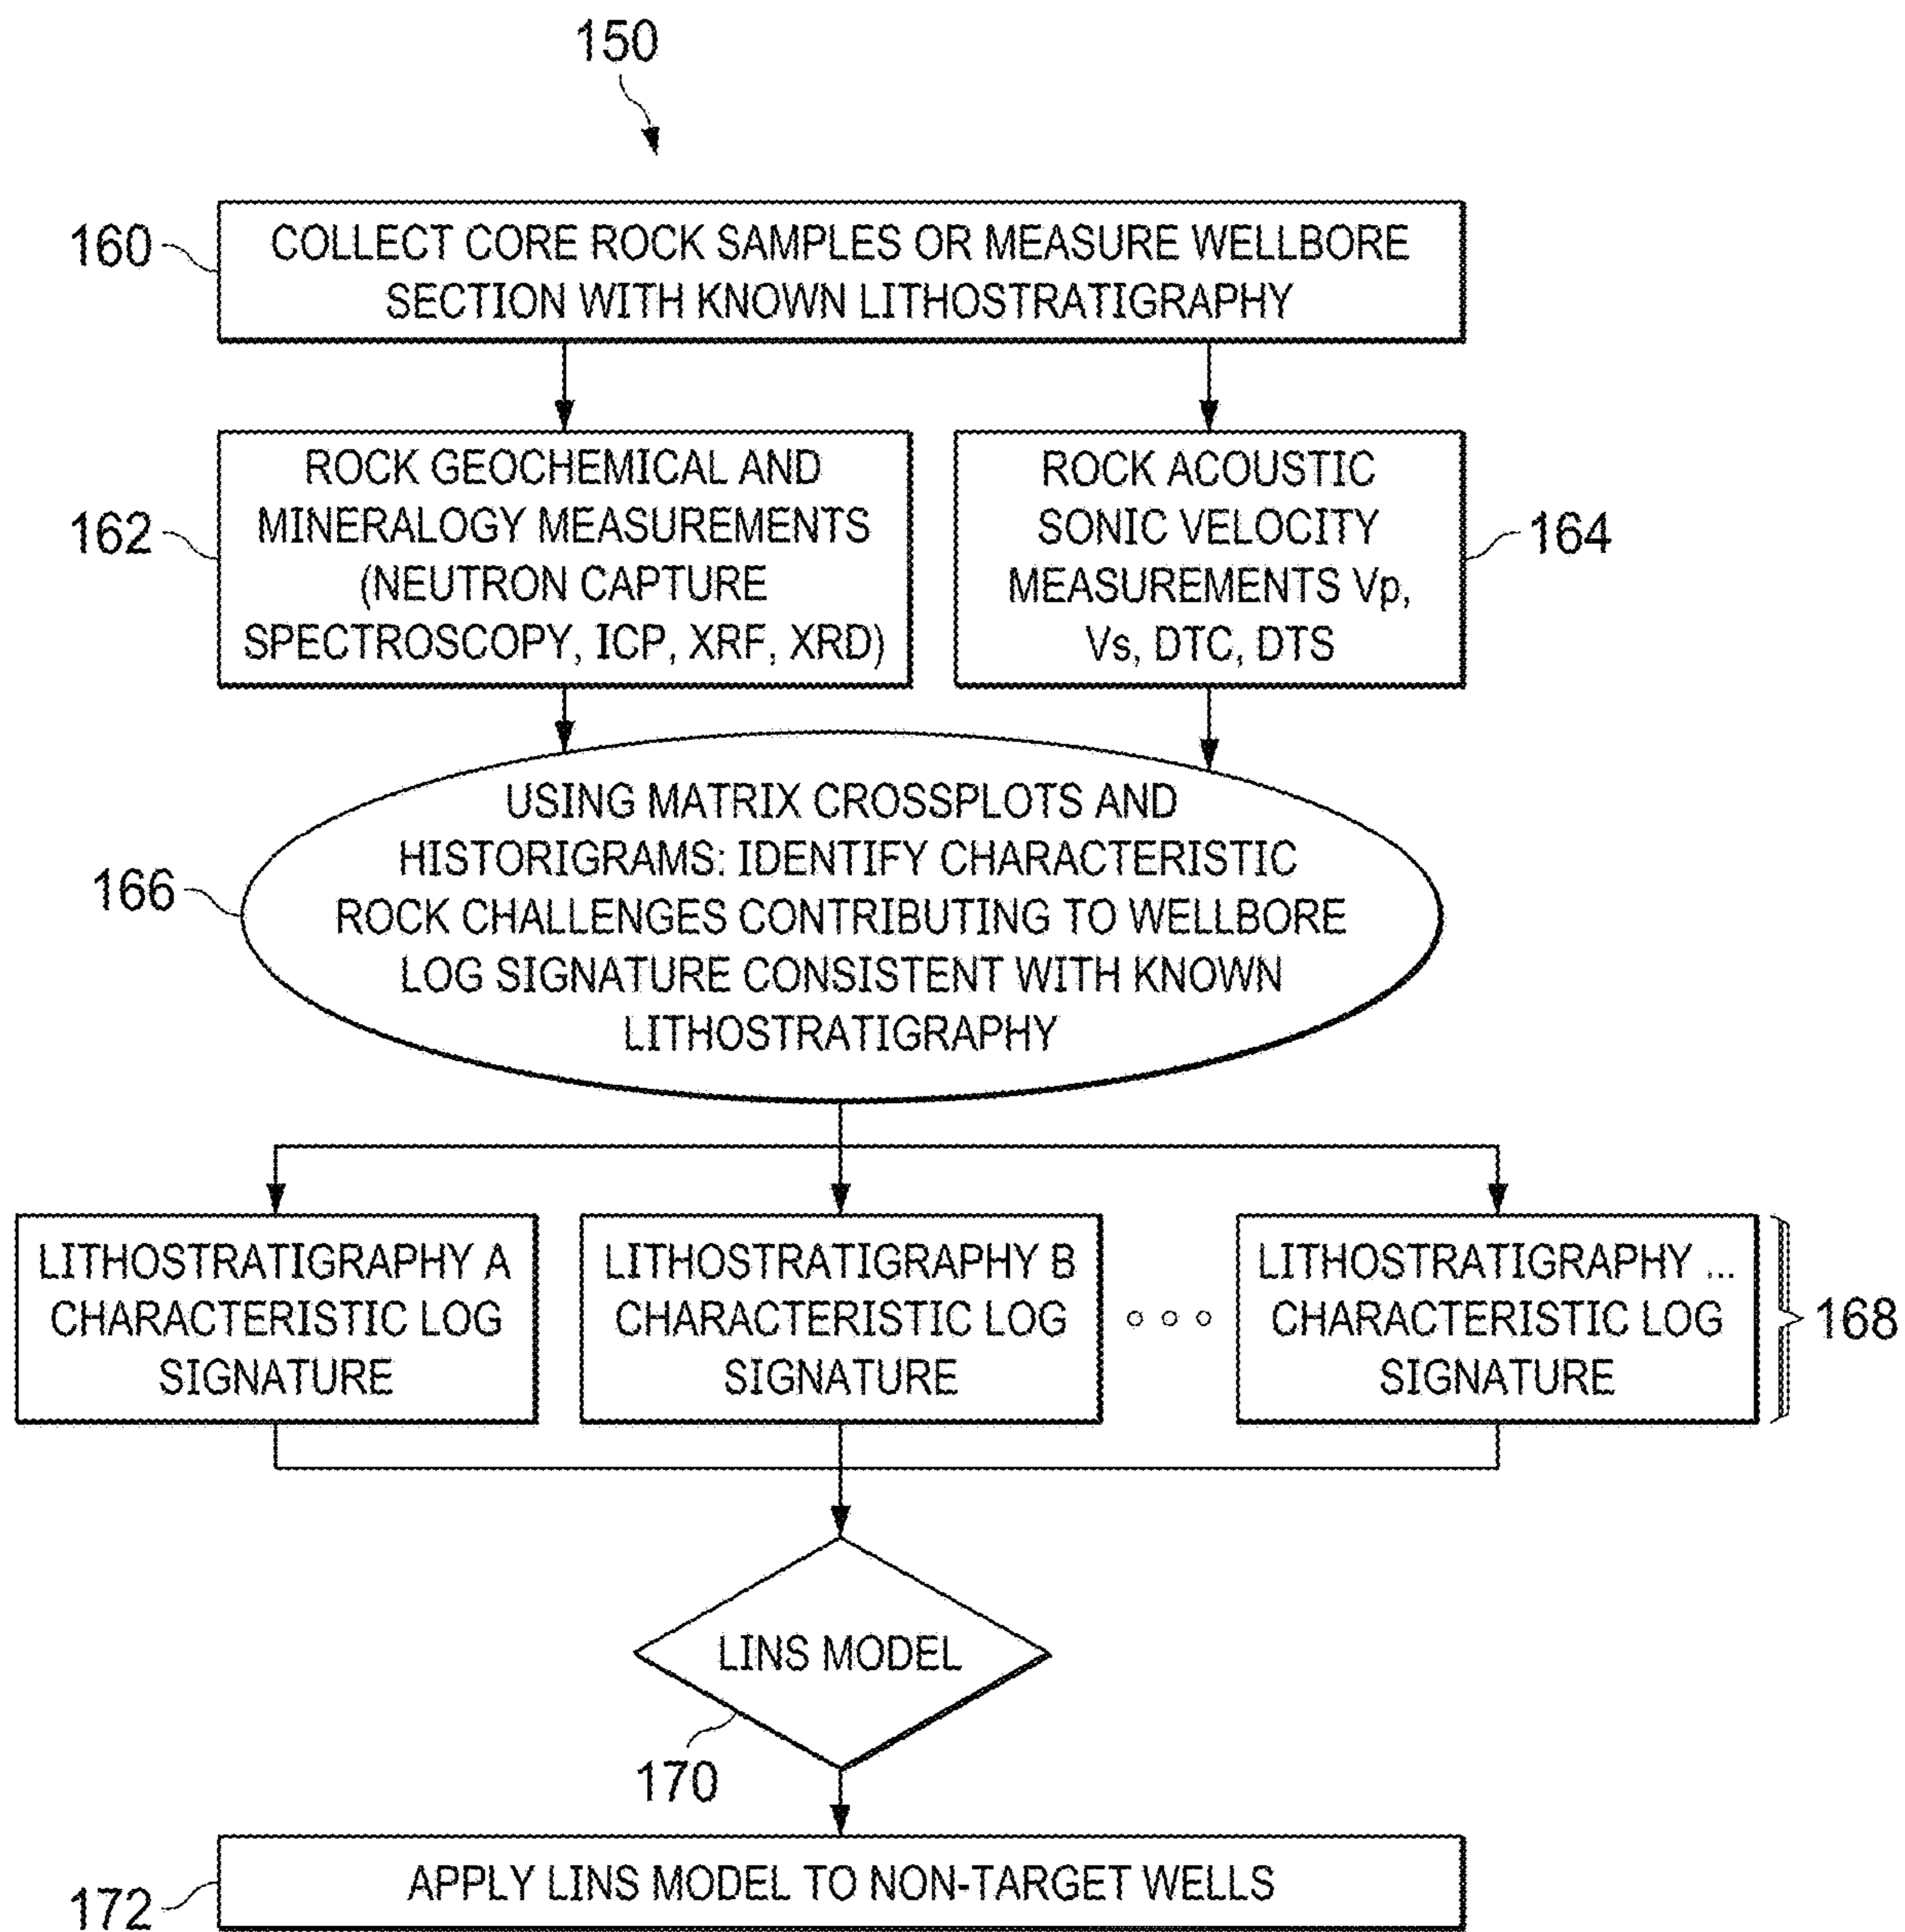 150
160
COLLECT CORE ROCK SAMPLES OR MEASURE WELLBORE
SECTION WITH KNOWN LITHOSTRATIGRAPHY
162
ROCK GEOCHEMICAL AND
MINERALOGY MEASUREMENTS
(NEUTRON CAPTURE
SPECTROSCOPY, ICP, XRF, XRD)
ROCK ACOUSTIC
SONIC VELOCITY
MEASUREMENTS Vp,
Vs, DTC, DTS
164
166
USING MATRIX CROSSPLOTS AND
HISTORIGRAMS: IDENTIFY CHARACTERISTIC
ROCK CHALLENGES CONTRIBUTING TO WELLBORE
LOG SIGNATURE CONSISTENT WITH KNOWN
LITHOSTRATIGRAPHY
LITHOSTRATIGRAPHY A
CHARACTERISTIC LOG
SIGNATURE
LITHOSTRATIGRAPHY B
CHARACTERISTIC LOG
SIGNATURE
LITHOSTRATIGRAPHY ...
CHARACTERISTIC LOG
SIGNATURE
168
LINS MODEL
170
172
APPLY LINS MODEL TO NON-TARGET WELLS